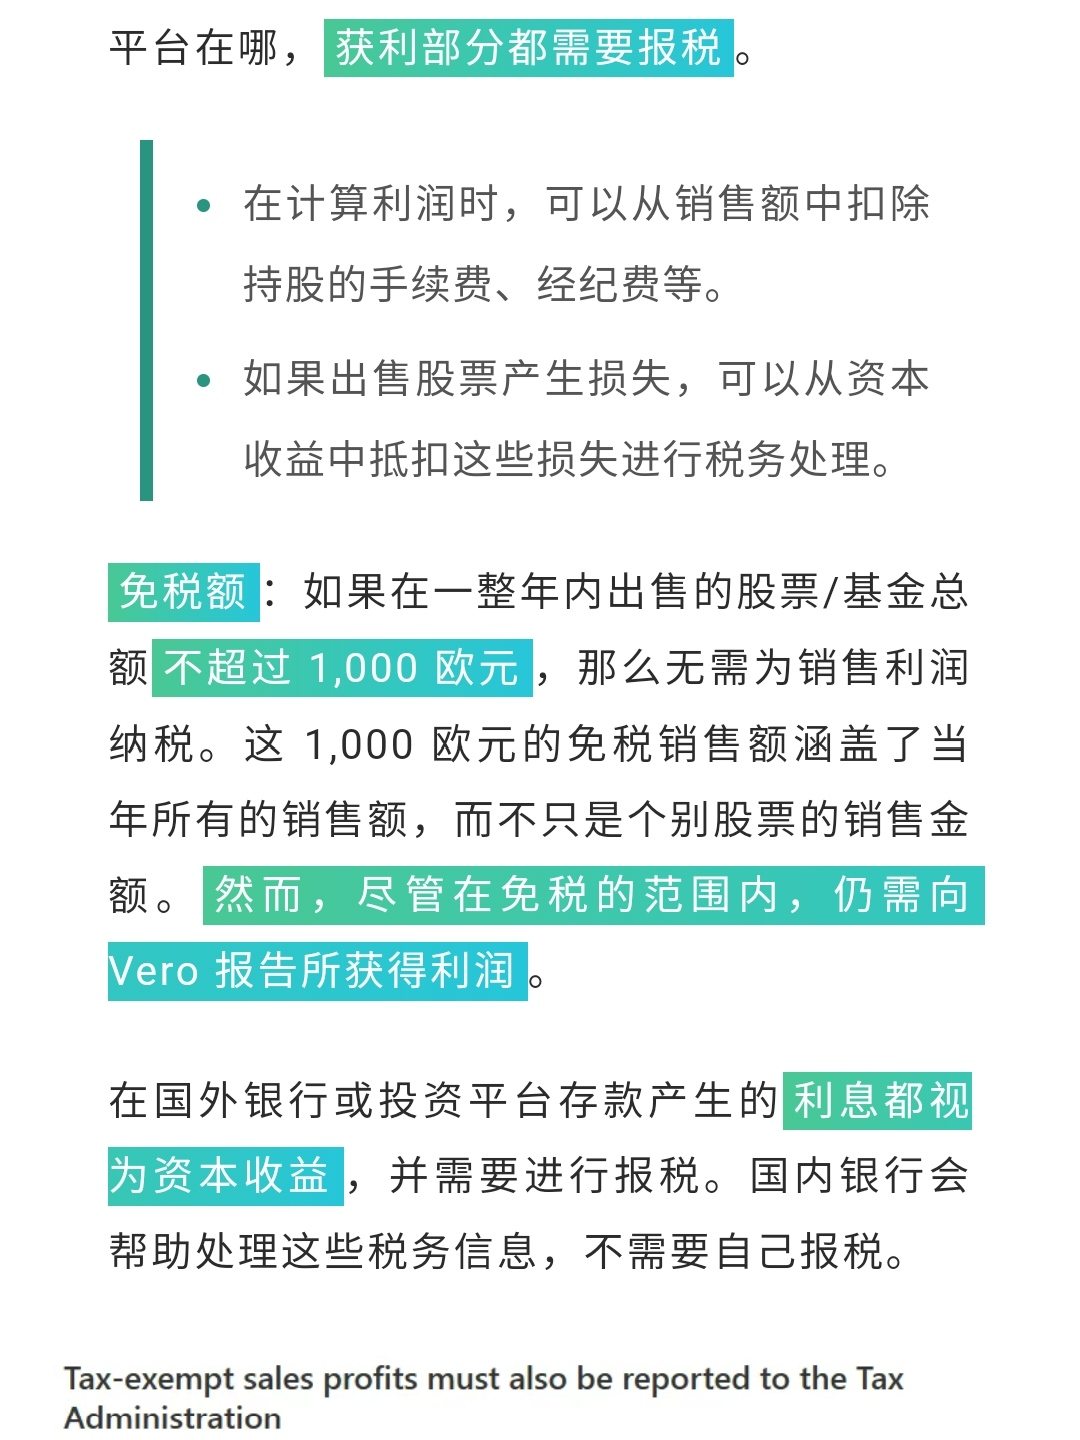 平台在哪，获利部分都需要报税。
在计算利润时，可以从销售额中扣除
持股的手续费、经纪费等。
如果出售股票产生损失，可以从资本
收益中抵扣这些损失进行税务处理。
免税额：如果在一整年内出售的股票/基金总
额不超过 1,000 欧元，那么无需为销售利润
纳税。这 1,000 欧元的免税销售额涵盖了当
年所有的销售额，而不只是个别股票的销售金
额。然而，尽管在免税的范围内，仍需向
Vero 报告所获得利润。
在国外银行或投资平台存款产生的利息都视
为资本收益，并需要进行报税。国内银行会
帮助处理这些税务信息，不需要自己报税。
Tax-exempt sales profits must also be reported to the Tax
Administration